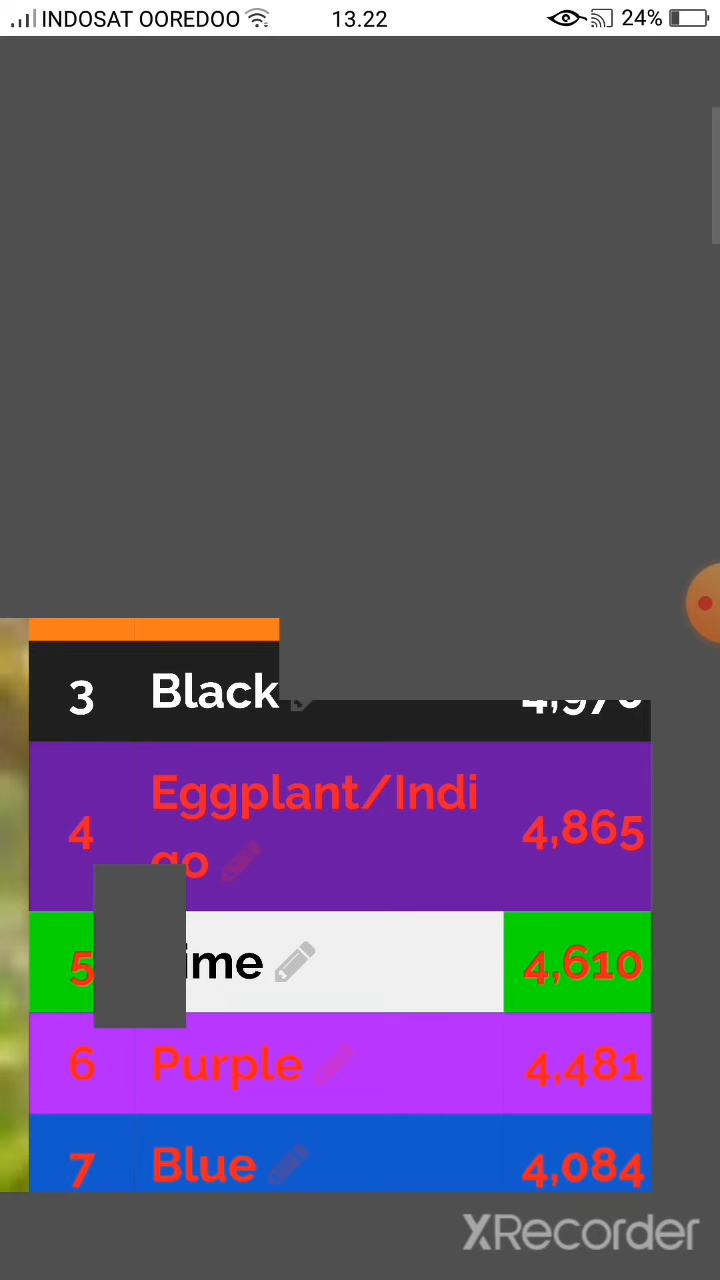 INDOSAT OOREDOO 13.22 24%
3 Black
4 Eggplant/Indi
go 4,865
5 4,610
6 Purple 4,481
7 Blue 4,084
XRecorder